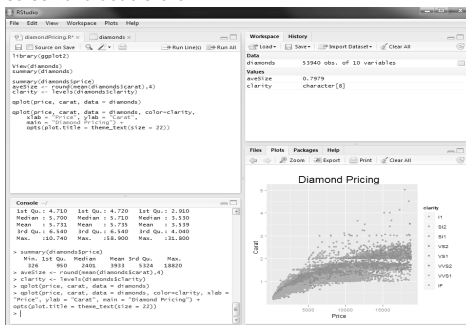 RStudio
File Edit View Workspace Plots Help
diamondPricing.R* × diamonds ×
Source on Save Run Line(s) Run All
library(ggplot2)
View(diamonds)
summary(diamonds)
summary(diamonds$price)
aveSize <- round(mean(diamonds$carat),4)
clarity <- levels(diamonds$clarity)
qplot(price, carat, data = diamonds)
qplot(price, carat, data = diamonds, color=clarity,
xlab = "Price", ylab = "Carat",
main = "Diamond Pricing") +
opts(plot.title = theme_text(size = 22))
Console ~/
1st Qu.: 4.710 1st Qu.: 4.720 1st Qu.: 2.910
Median : 5.700 Median : 5.710 Median : 3.530
Mean : 5.731 Mean : 5.735 Mean : 3.539
3rd Qu.: 6.540 3rd Qu.: 6.540 3rd Qu.: 4.040
Max. :10.740 Max. :58.900 Max. :31.800
> summary(diamonds$price)
Min. 1st Qu. Median Mean 3rd Qu. Max.
326 950 2401 3933 5324 18820
> aveSize <- round(mean(diamonds$carat),4)
> clarity <- levels(diamonds$clarity)
> qplot(price, carat, data = diamonds)
> qplot(price, carat, data = diamonds, color=clarity, xlab =
"Price", ylab = "Carat", main = "Diamond Pricing") +
opts(plot.title = theme_text(size = 22))
>
Workspace History
Load Save Import Dataset Clear All
Data
diamonds 53940 obs. of 10 variables
Values
aveSize 0.7979
clarity character[8]
Files Plots Packages Help
Zoom Export Print Clear All
Diamond Pricing
Carat
5
4
3
2
1
5000 10000 15000
Price
clarity
I1
SI2
SI1
VS2
VS1
VVS2
VVS1
IF